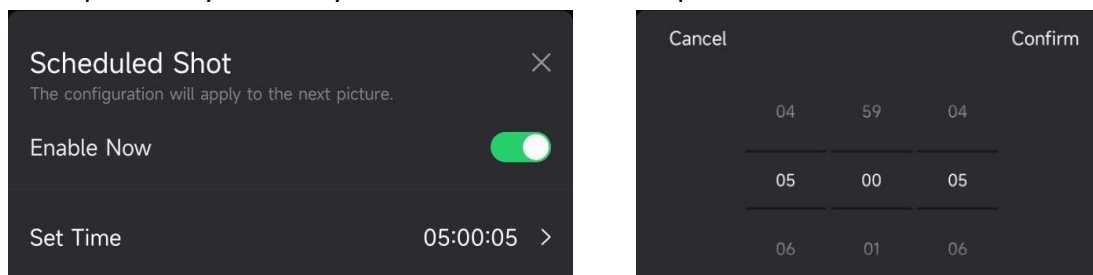 Scheduled Shot
The configuration will apply to the next picture.
Enable Now
Set Time 05:00:05 >
Cancel Confirm
04 59 04
05 00 05
06 01 06